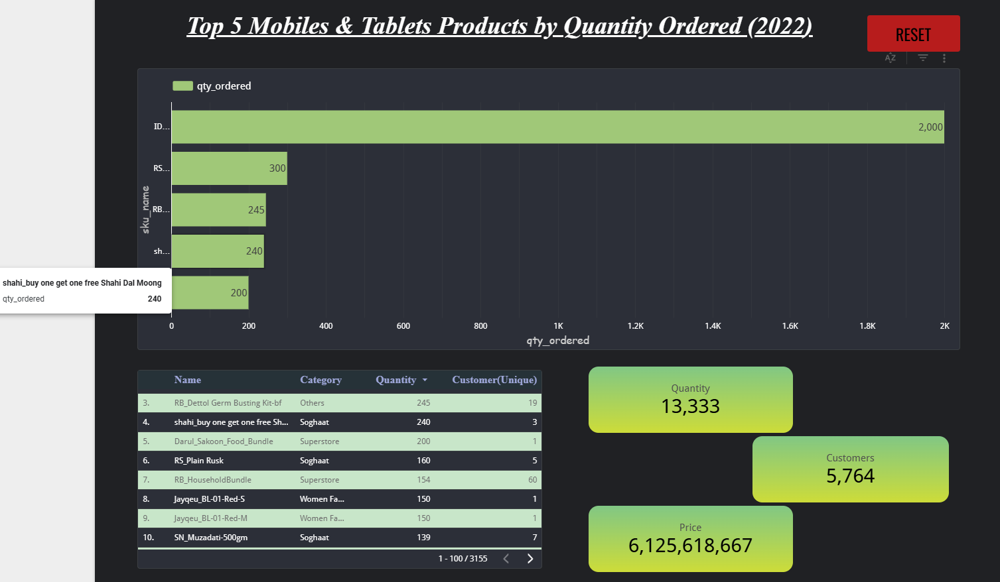 Top 5 Mobiles & Tablets Products by Quantity Ordered (2022)
RESET
AZ
qty_ordered
sku_name
ID... 2,000
RS... 300
RB... 245
sh... 240
200
shahi_buy one get one free Shahi Dal Moong
qty_ordered 240
0 200 400 600 800 1K 1.2K 1.4K 1.6K 1.8K 2K
qty_ordered
Name Category Quantity Customer(Unique)
3. RB_Dettol Germ Busting Kit-bf Others 245 19
4. shahi_buy one get one free Sh... Soghaat 240 3
5. Darul_Sakoon_Food_Bundle Superstore 200 1
6. RS_Plain Rusk Soghaat 160 5
7. RB_HouseholdBundle Superstore 154 60
8. Jayqeu_BL-01-Red-S Women Fa... 150 1
9. Jayqeu_BL-01-Red-M Women Fa... 150 1
10. SN_Muzadati-500gm Soghaat 139 7
1 - 100 / 3155
Quantity
13,333
Customers
5,764
Price
6,125,618,667